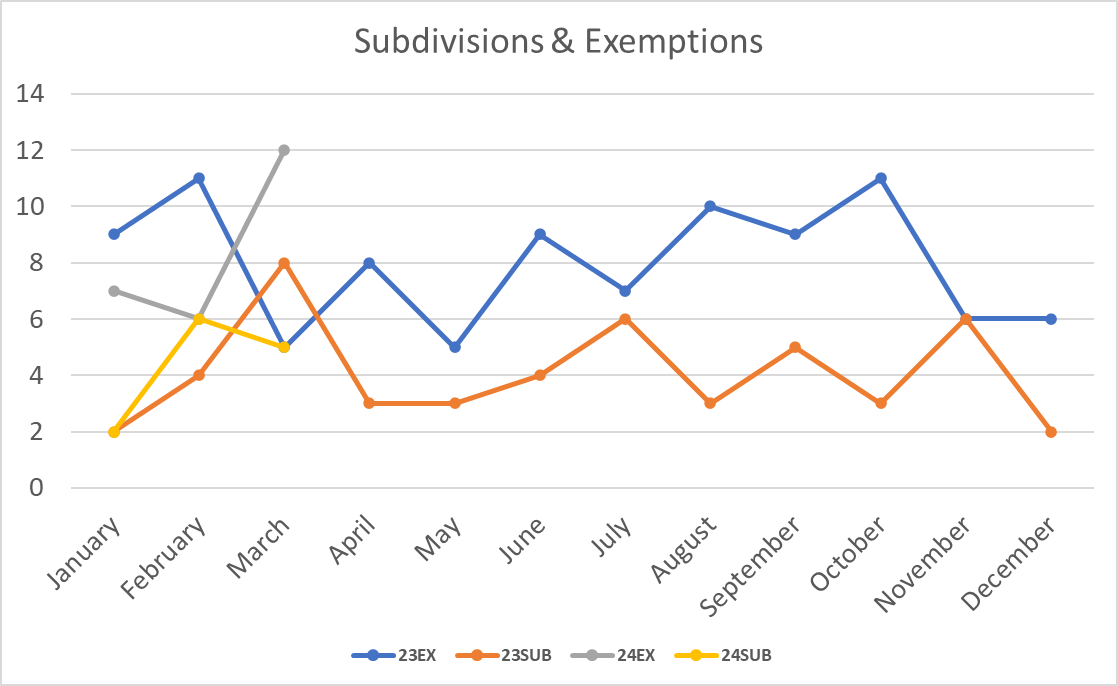 Subdivisions & Exemptions
14
12
10
8
6
4
2
0
January
February
March
April
May
June
July
August
September
October
November
December
23EX 23SUB 24EX 24SUB